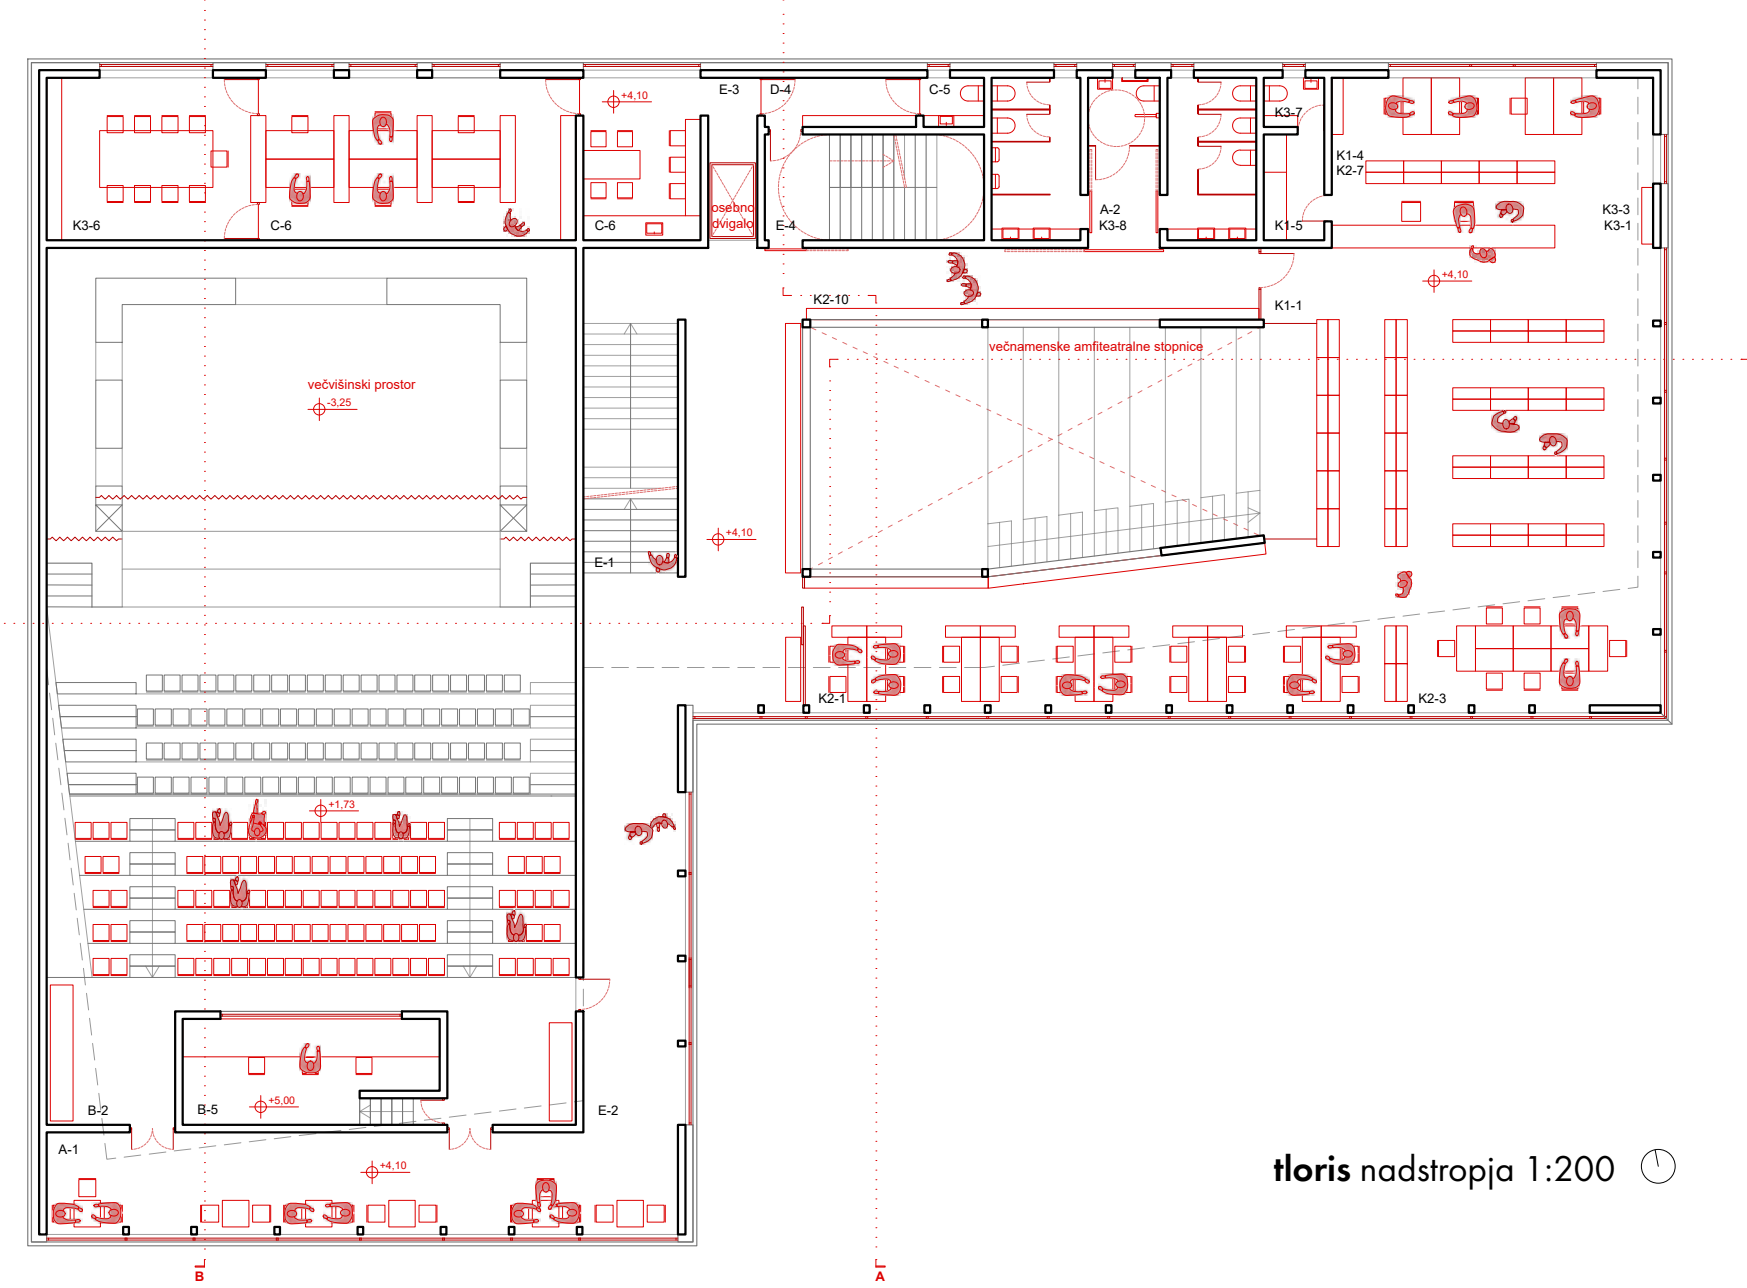 E-3
D-4
C-5
+4,10
K3-7
K1-4
K2-7
osebno
dvigalo
K3-6
C-6
C-6
E-4
A-2
K3-8
K1-5
K3-3
K3-1
+4,10
K2-10
K1-1
večnamenske amfiteatralne stopnice
večvišinski prostor
-3,25
+4,10
E-1
K2-1
K2-3
+1,73
B-2
B-5
+5,00
E-2
A-1
+4,10
tloris nadstropja 1:200
B
A